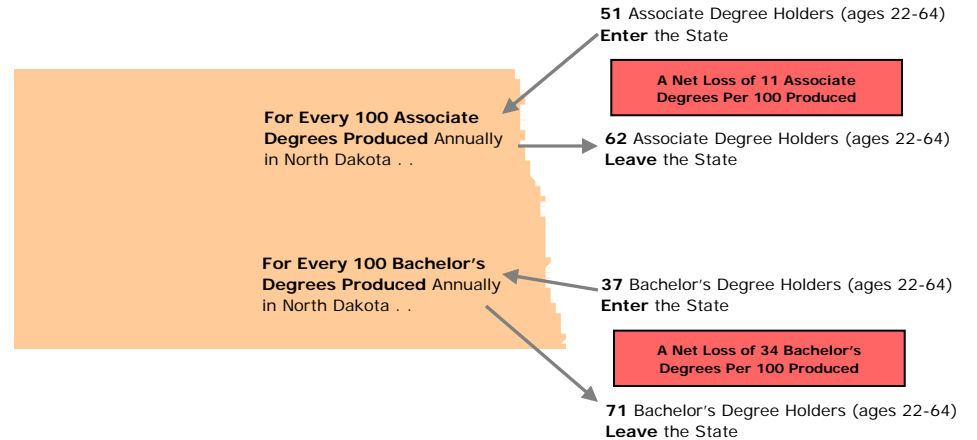 51 Associate Degree Holders (ages 22-64)
Enter the State
A Net Loss of 11 Associate
Degrees Per 100 Produced
For Every 100 Associate
Degrees Produced Annually
in North Dakota . .
62 Associate Degree Holders (ages 22-64)
Leave the State
For Every 100 Bachelor's
Degrees Produced Annually
in North Dakota . .
37 Bachelor's Degree Holders (ages 22-64)
Enter the State
A Net Loss of 34 Bachelor's
Degrees Per 100 Produced
71 Bachelor's Degree Holders (ages 22-64)
Leave the State